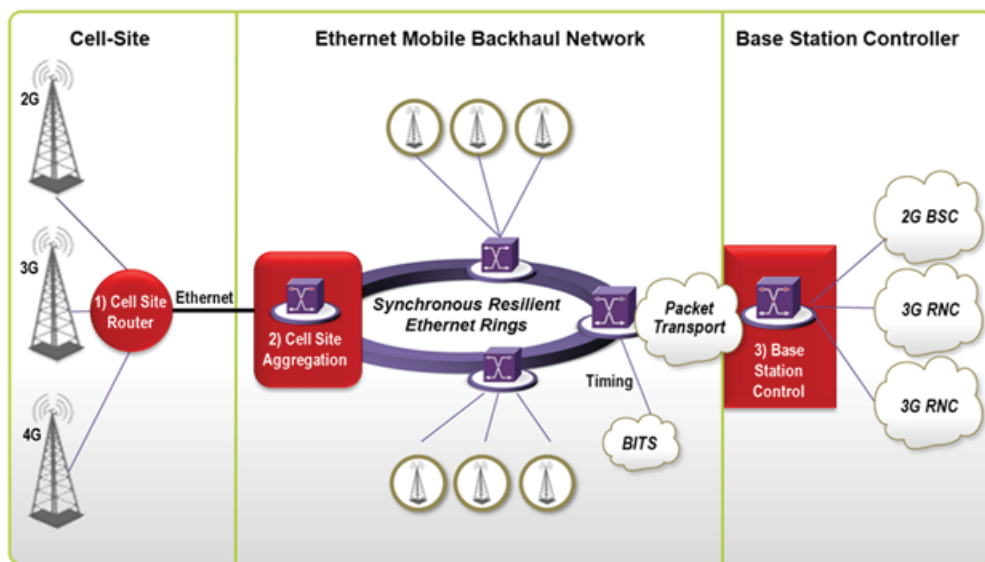 Cell-Site
Ethernet Mobile Backhaul Network
Base Station Controller
2G
3G
4G
1) Cell Site
Router
Ethernet
2) Cell Site
Aggregation
Synchronous Resilient
Ethernet Rings
Timing
BITS
Packet
Transport
3) Base
Station
Control
2G BSC
3G RNC
3G RNC